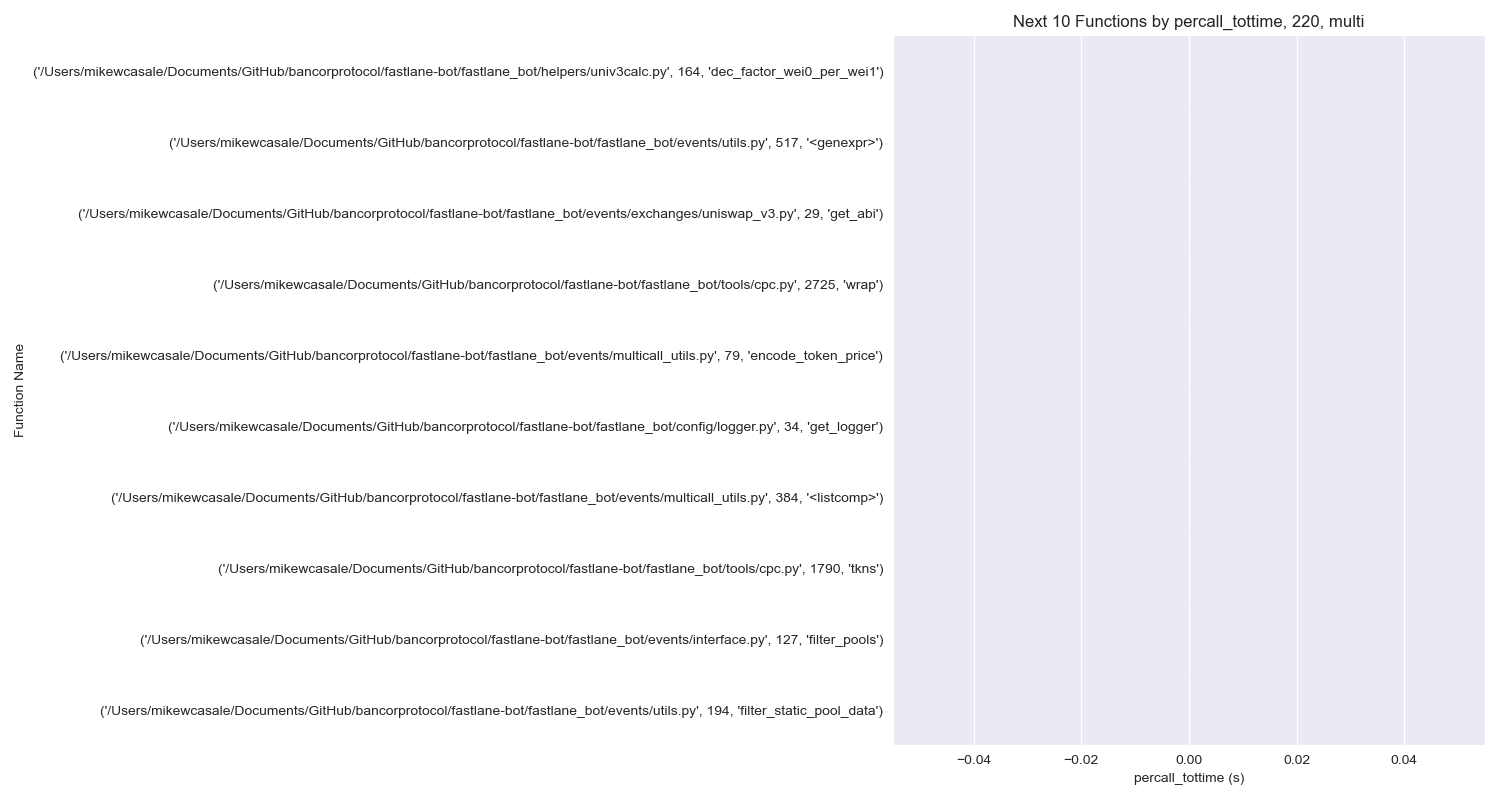 Next 10 Functions by percall_tottime, 220, multi
('/Users/mikewcasale/Documents/GitHub/bancorprotocol/fastlane-bot/fastlane_bot/helpers/univ3calc.py', 164, 'dec_factor_wei0_per_wei1')
('/Users/mikewcasale/Documents/GitHub/bancorprotocol/fastlane-bot/fastlane_bot/events/utils.py', 517, '<genexpr>')
('/Users/mikewcasale/Documents/GitHub/bancorprotocol/fastlane-bot/fastlane_bot/events/exchanges/uniswap_v3.py', 29, 'get_abi')
('/Users/mikewcasale/Documents/GitHub/bancorprotocol/fastlane-bot/fastlane_bot/tools/cpc.py', 2725, 'wrap')
('/Users/mikewcasale/Documents/GitHub/bancorprotocol/fastlane-bot/fastlane_bot/events/multicall_utils.py', 79, 'encode_token_price')
('/Users/mikewcasale/Documents/GitHub/bancorprotocol/fastlane-bot/fastlane_bot/config/logger.py', 34, 'get_logger')
('/Users/mikewcasale/Documents/GitHub/bancorprotocol/fastlane-bot/fastlane_bot/events/multicall_utils.py', 384, '<listcomp>')
('/Users/mikewcasale/Documents/GitHub/bancorprotocol/fastlane-bot/fastlane_bot/tools/cpc.py', 1790, 'tkns')
('/Users/mikewcasale/Documents/GitHub/bancorprotocol/fastlane-bot/fastlane_bot/events/interface.py', 127, 'filter_pools')
('/Users/mikewcasale/Documents/GitHub/bancorprotocol/fastlane-bot/fastlane_bot/events/utils.py', 194, 'filter_static_pool_data')
Function Name
−0.04 −0.02 0.00 0.02 0.04
percall_tottime (s)